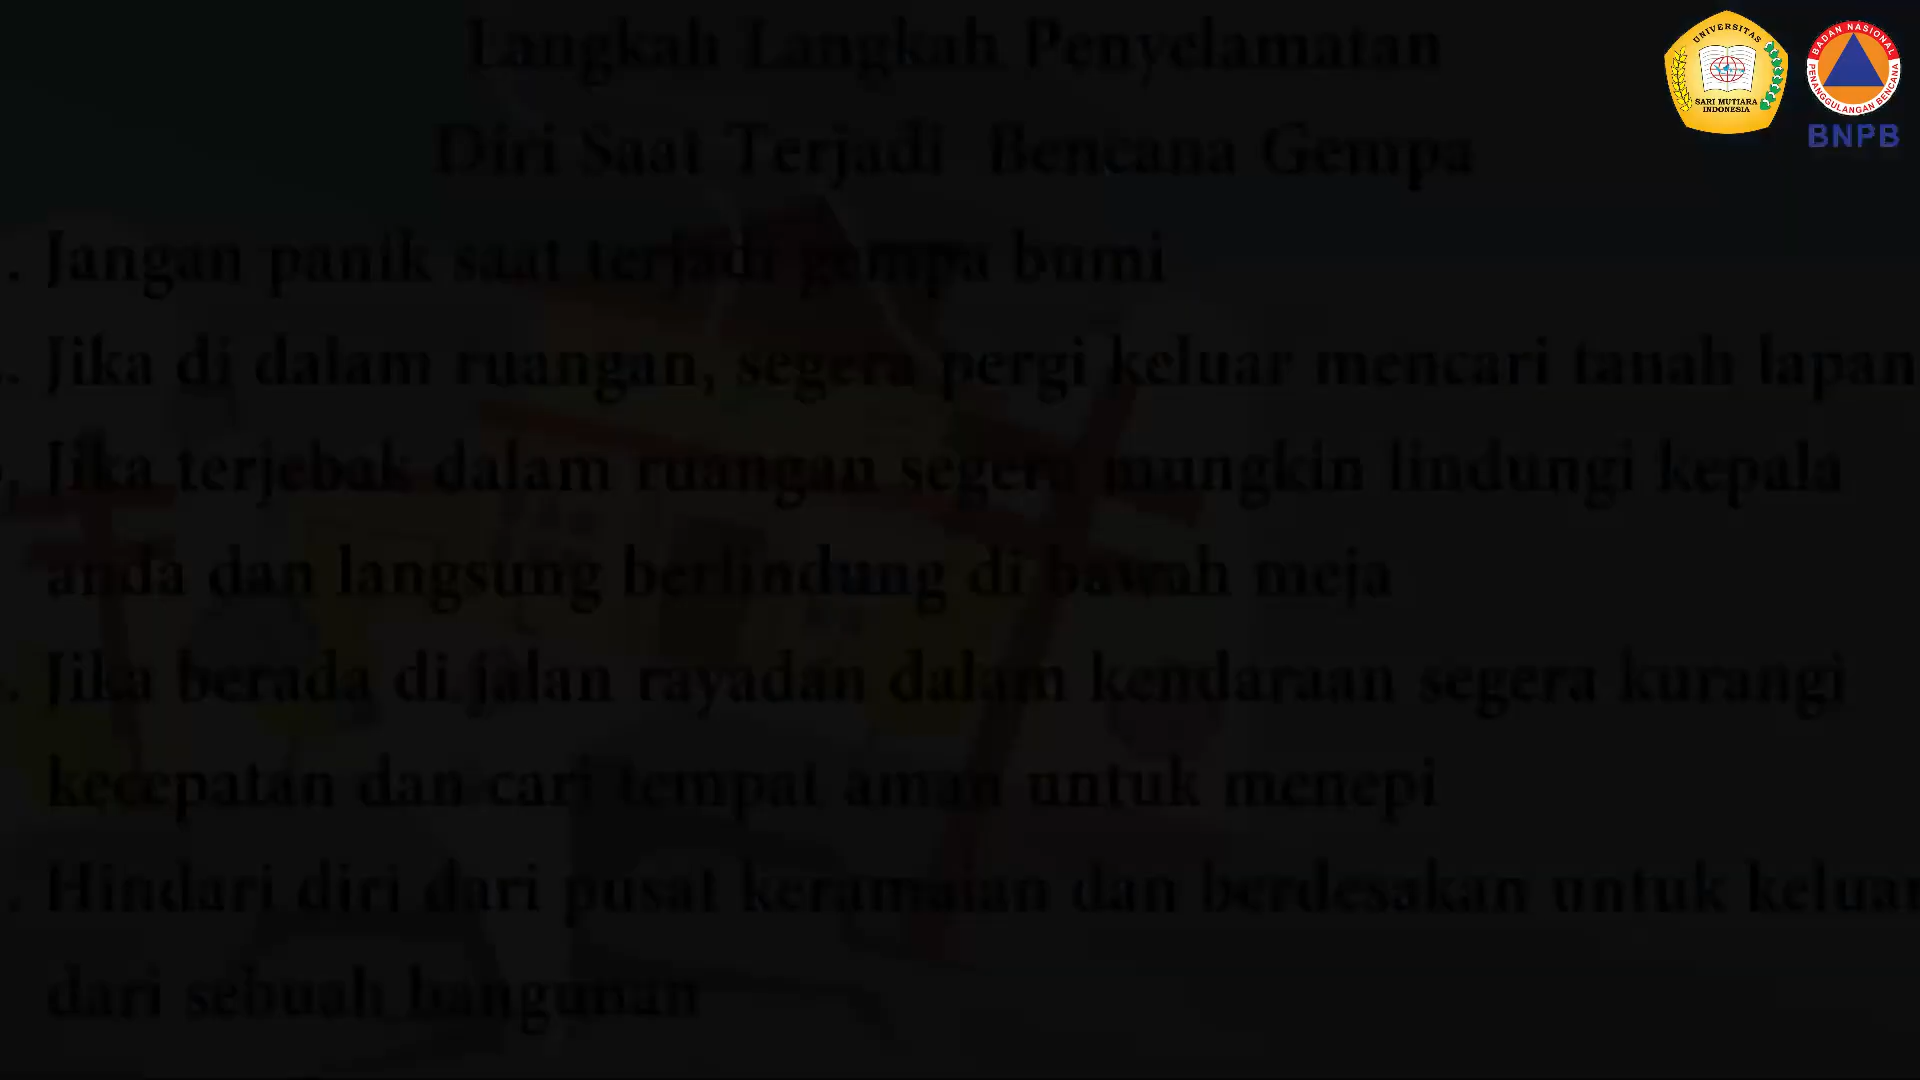 Langkah Langkah Penyelamatan
Diri Saat Terjadi Bencana Gempa
. Jangan panik saat terjadi gempa bumi
. Jika di dalam ruangan, segera pergi keluar mencari tanah lapan
. Jika terjebak dalam ruangan segera mungkin lindungi kepala
anda dan langsung berlindung di bawah meja
. Jika berada di jalan rayadan dalam kendaraan segera kurangi
kecepatan dan cari tempat aman untuk menepi
. Hindari diri dari pusat keramaian dan berdesakan untuk keluar
dari sebuah bangunan
UNIVERSITAS
SARI MUTIARA
INDONESIA
BADAN NASIONAL
PENANGGULANGAN BENCANA
BNPB